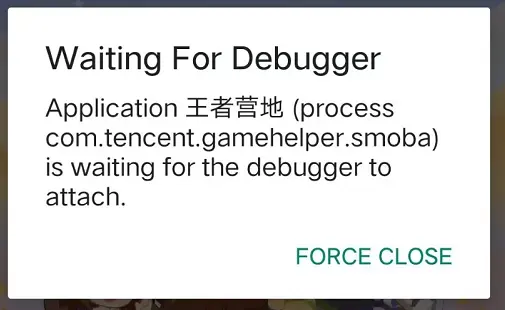 Waiting For Debugger
Application 王者营地 (process
com.tencent.gamehelper.smoba)
is waiting for the debugger to
attach.
FORCE CLOSE